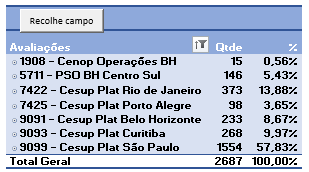 Recolhe campo
Avaliações Qtde %
1908 - Cenop Operações BH 15 0,56%
5711 - PSO BH Centro Sul 146 5,43%
7422 - Cesup Plat Rio de Janeiro 373 13,88%
7425 - Cesup Plat Porto Alegre 98 3,65%
9091 - Cesup Plat Belo Horizonte 233 8,67%
9093 - Cesup Plat Curitiba 268 9,97%
9099 - Cesup Plat São Paulo 1554 57,83%
Total Geral 2687 100,00%